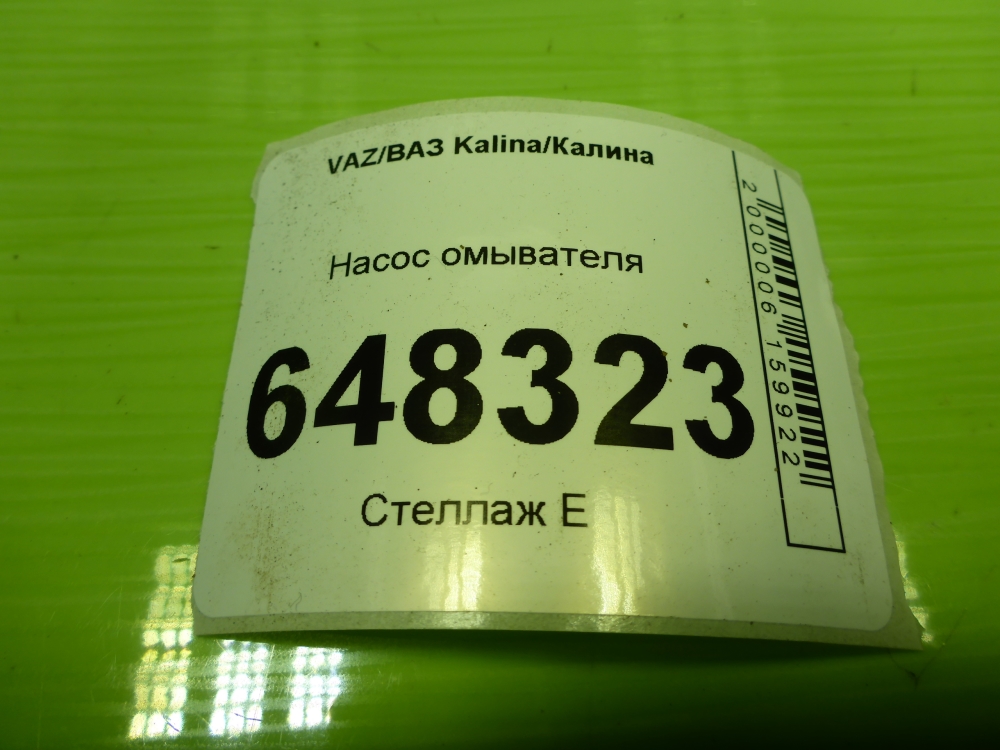 VAZ/ВАЗ Kalina/Калина
Насос омывателя
648323
Стеллаж Е
2000006159922